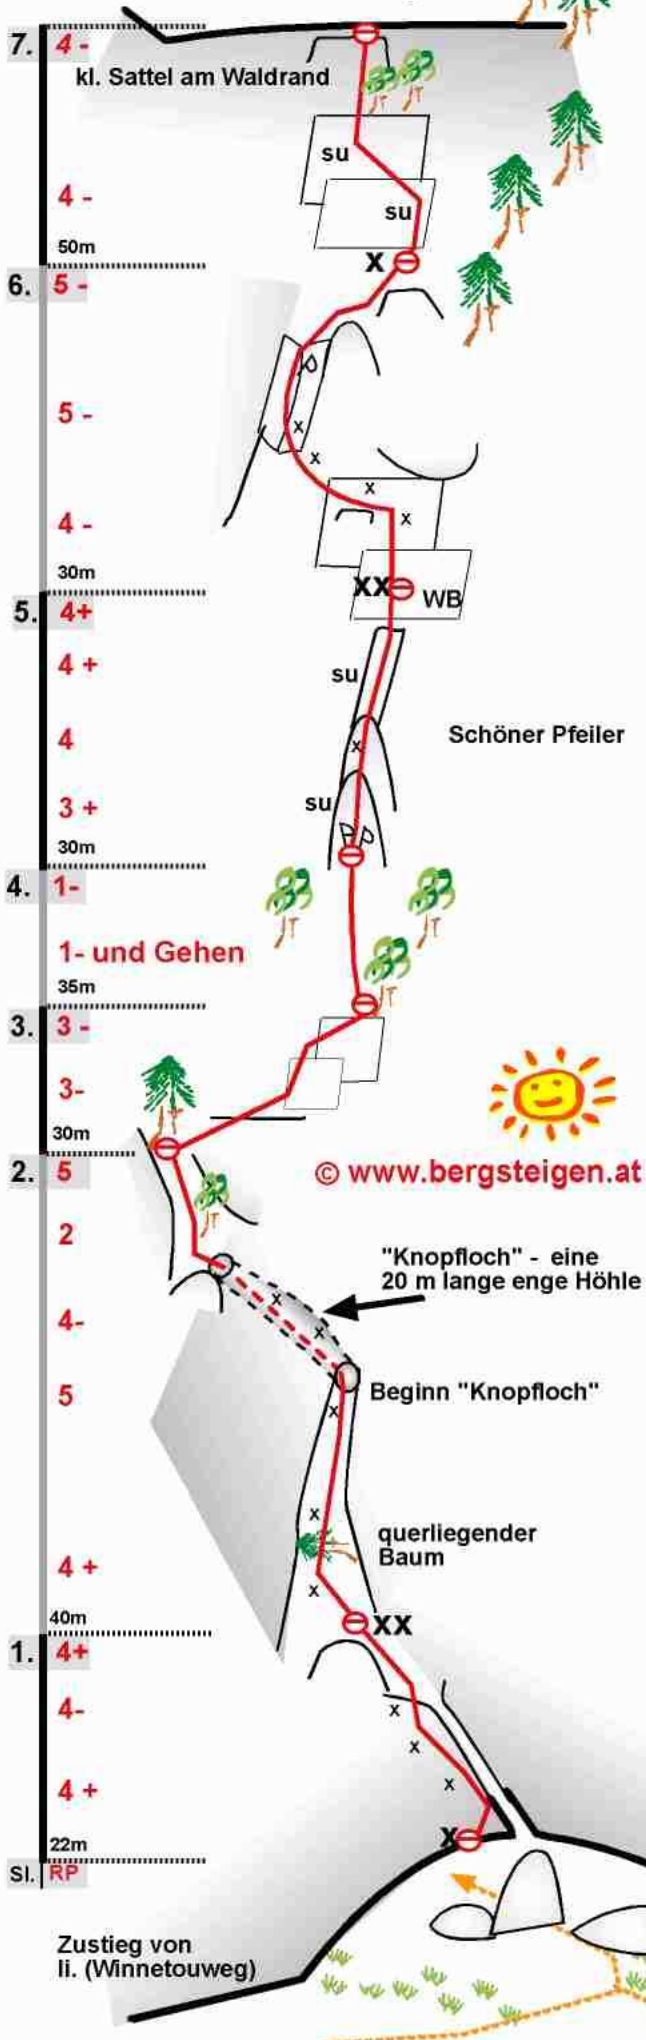 7. 4 -
kl. Sattel am Waldrand
su
4 -
su
50m
X
6. 5 -
5 -
x
x
x
4 -
x
30m
XX
WB
5. 4+
4 +
su
4
Schöner Pfeiler
x
3 +
su
30m
4. 1-
1- und Gehen
35m
3. 3 -
3-
30m
2. 5
© www.bergsteigen.at
2
"Knopfloch" - eine
20 m lange enge Höhle
x
4-
x
5
Beginn "Knopfloch"
x
x
querliegender
Baum
4 +
x
40m
XX
1. 4+
4-
x
x
4 +
x
22m
X
Sl. RP
Zustieg von
li. (Winnetouweg)